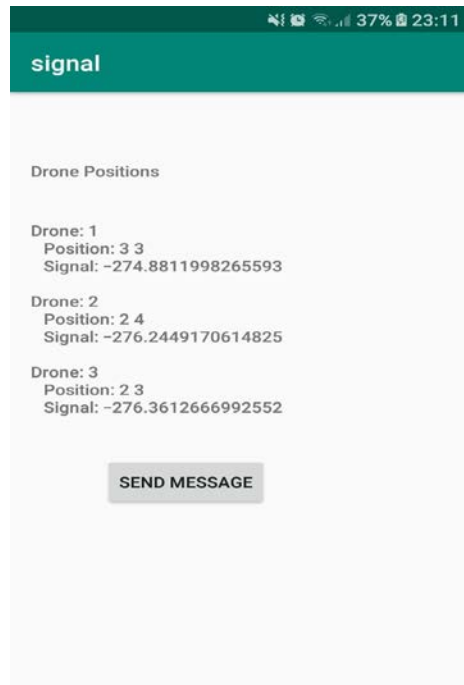 37% 23:11
signal
Drone Positions
Drone: 1
Position: 3 3
Signal: -274.8811998265593
Drone: 2
Position: 2 4
Signal: -276.2449170614825
Drone: 3
Position: 2 3
Signal: -276.3612666992552
SEND MESSAGE